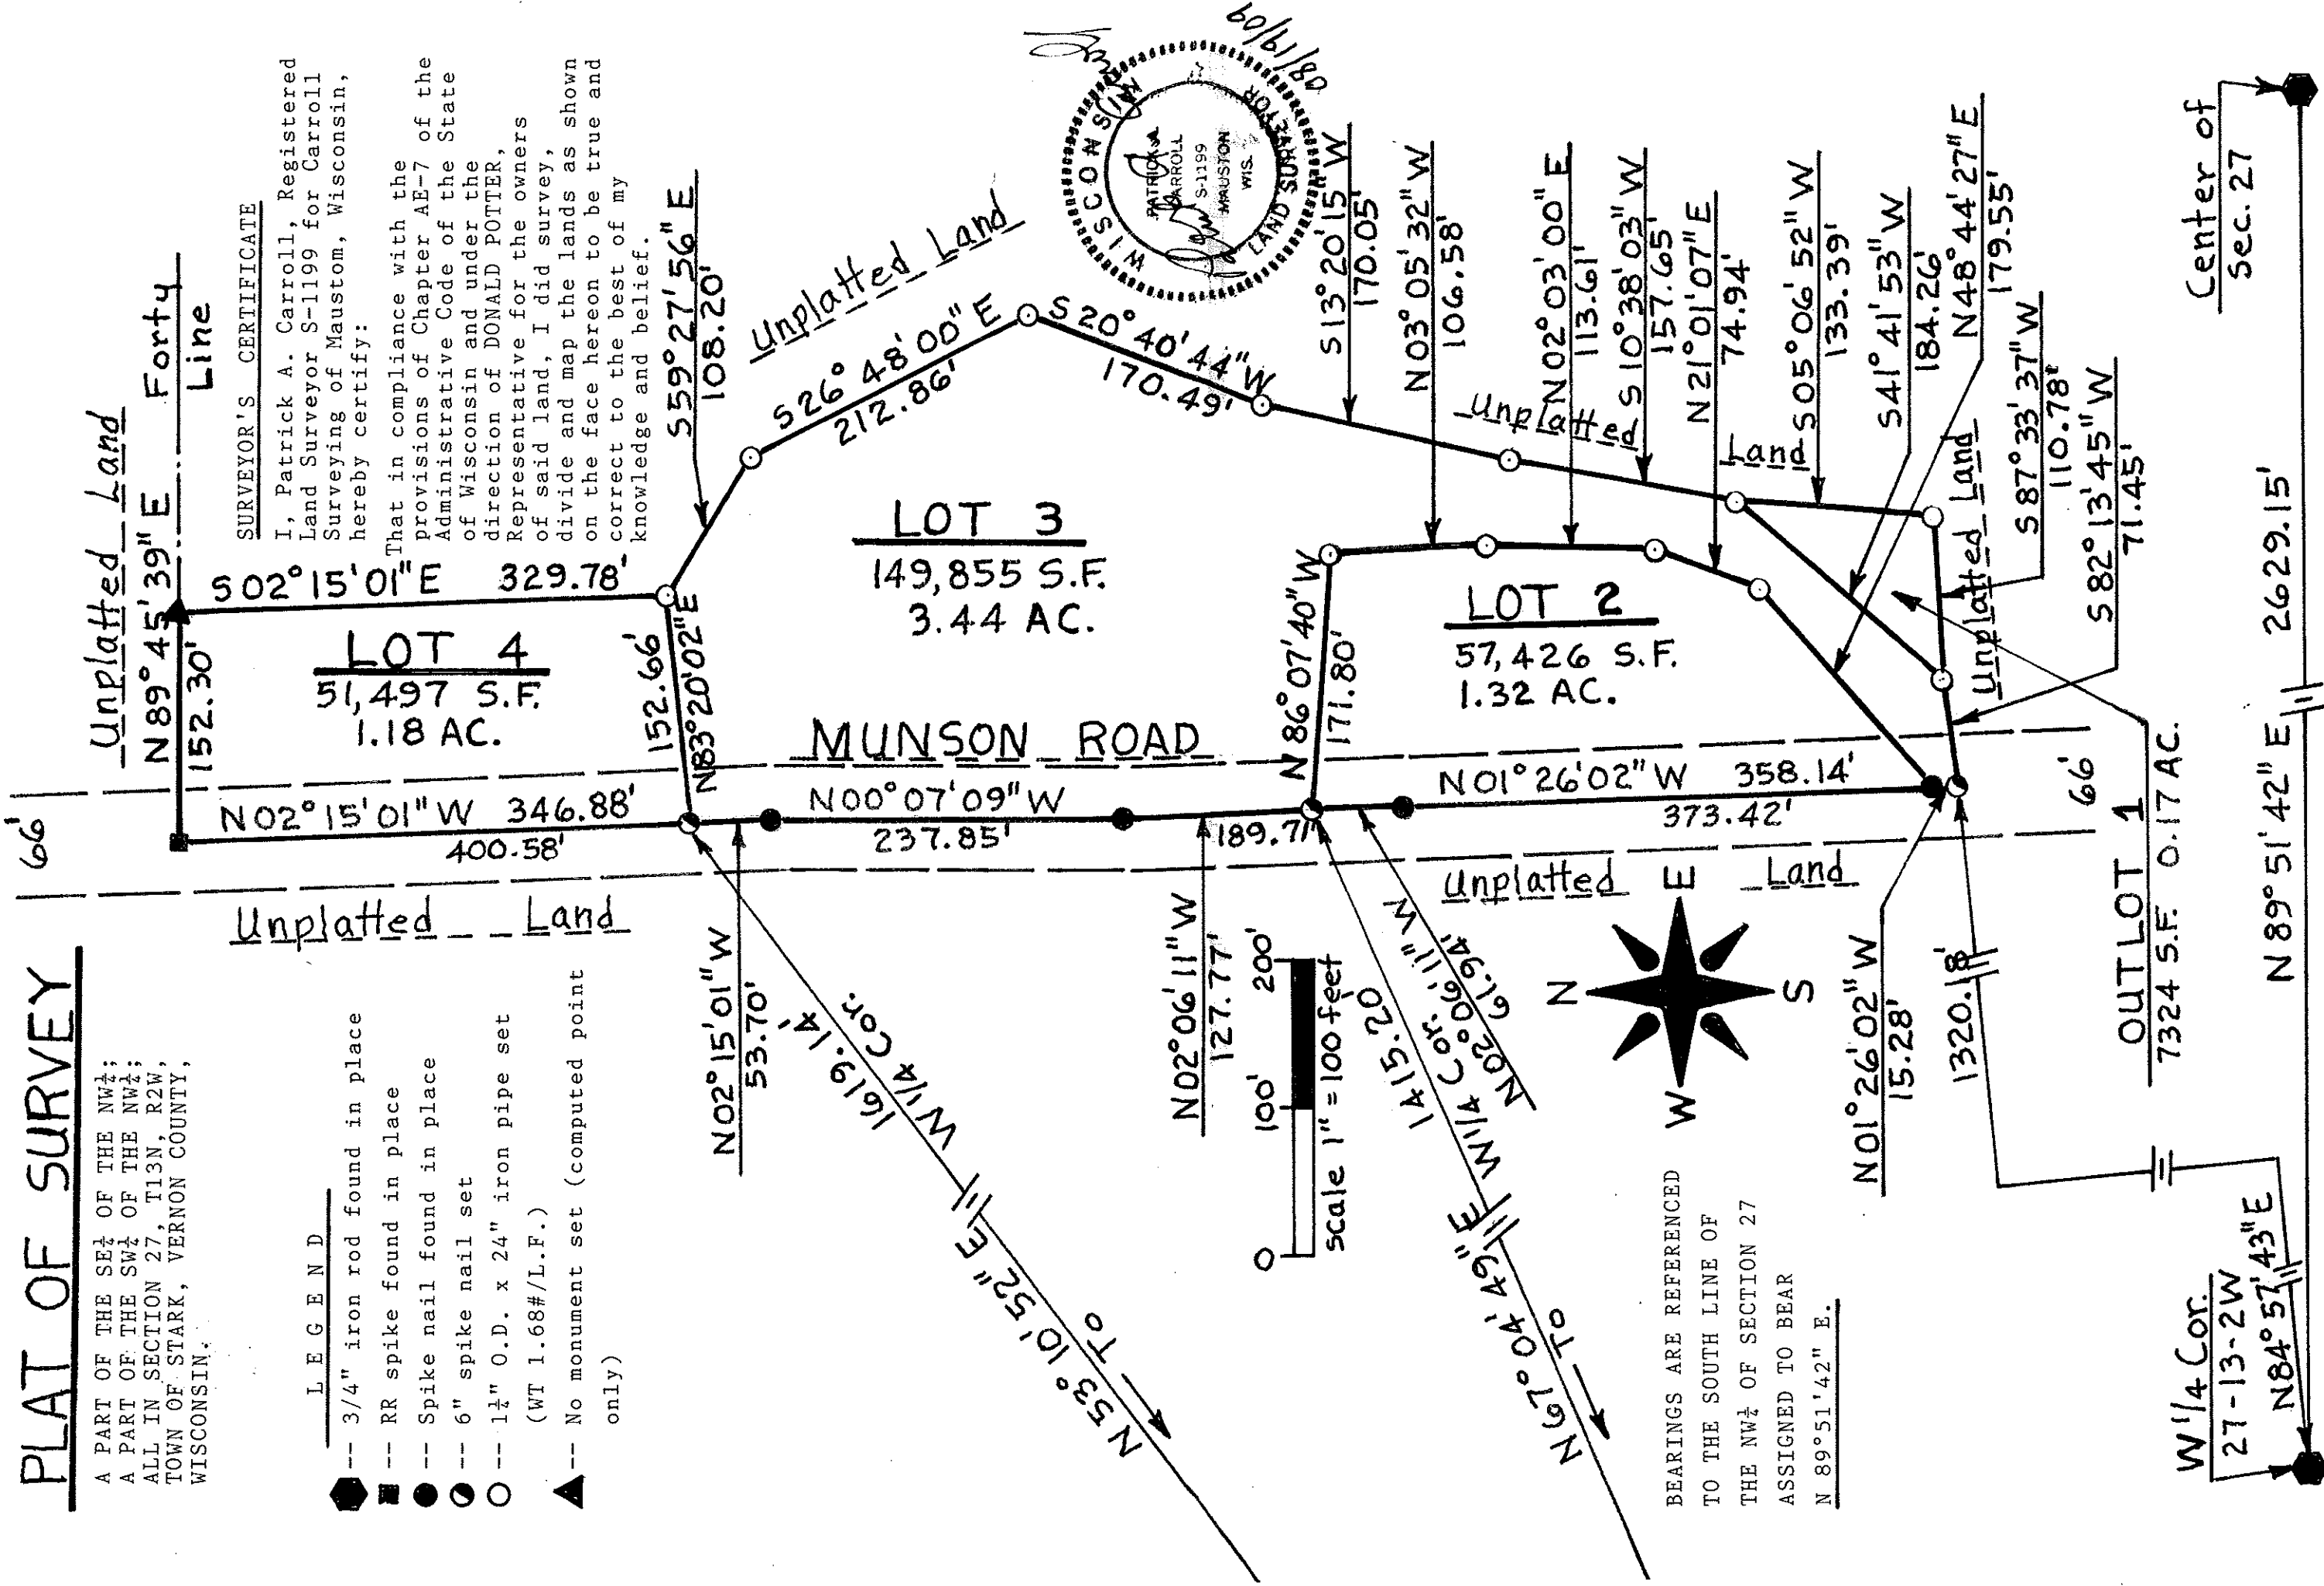 PLAT OF SURVEY
A PART OF THE SE¼ OF THE NW¼;
A PART OF THE SW¼ OF THE NW¼;
ALL IN SECTION 27, T13N, R2W,
TOWN OF STARK, VERNON COUNTY,
WISCONSIN.
L E G E N D
-- 3/4" iron rod found in place
-- RR spike found in place
-- Spike nail found in place
-- 6" spike nail set
-- 1¼" O.D. x 24" iron pipe set
(WT 1.68#/L.F.)
-- No monument set (computed point
only)
66'
Unplatted Land
Unplatted Land
N89°45'39"E Forty
152.30' Line
SURVEYOR'S CERTIFICATE
I, Patrick A. Carroll, Registered
Land Surveyor S-1199 for Carroll
Surveying of Maustom, Wisconsin,
hereby certify:
That in compliance with the
provisions of Chapter AE-7 of the
Administrative Code of the State
of Wisconsin and under the
direction of DONALD POTTER,
Representative for the owners
of said land, I did survey,
divide and map the lands as shown
on the face hereon to be true and
correct to the best of my
knowledge and belief.
S02°15'01"E 329.78'
LOT 4
51,497 S.F.
1.18 AC.
N02°15'01"W 346.88'
400.58'
152.66'
N83°20'02"E
S59°27'56"E
108.20'
Unplatted Land
S26°48'00"E
212.86'
S20°40'44"W
170.49'
LOT 3
149,855 S.F.
3.44 AC.
MUNSON ROAD
N00°07'09"W
237.85'
189.71'
N02°15'01"W
53.70'
1619.14'
W1/4 Cor.
N53°10'52"E
To
N02°06'11"W
127.77'
0 100' 200'
scale 1"=100 feet
WISCONSIN
PATRICK A
CARROLL
S-1199
MAUSTON
WIS.
LAND SURVEYOR
08/19/09
S13°20'15"W
170.05'
N03°05'32"W
106.58'
N02°03'00"E
113.61'
S10°38'03"W
157.65'
N21°01'07"E
74.94'
S05°06'52"W
133.39'
S41°41'53"W
184.26'
N48°44'27"E
179.55'
S87°33'37"W
110.78'
S82°13'45"W
71.45'
Unplatted Land
Unplatted Land
N86°07'40"W
171.80'
LOT 2
57,426 S.F.
1.32 AC.
N01°26'02"W 358.14'
373.42'
66'
Unplatted Land
1415.20
W1/4 Cor.
N02°06'11"W
61.94'
N67°04'49"E
To
N
E
S
W
N01°26'02"W
15.28'
1320.18'
OUTLOT 1
7324 S.F. 0.17 AC.
BEARINGS ARE REFERENCED
TO THE SOUTH LINE OF
THE NW¼ OF SECTION 27
ASSIGNED TO BEAR
N 89°51'42" E.
W1/4 Cor.
27-13-2W
N84°57'43"E
N89°51'42"E 2629.15'
Center of
Sec. 27